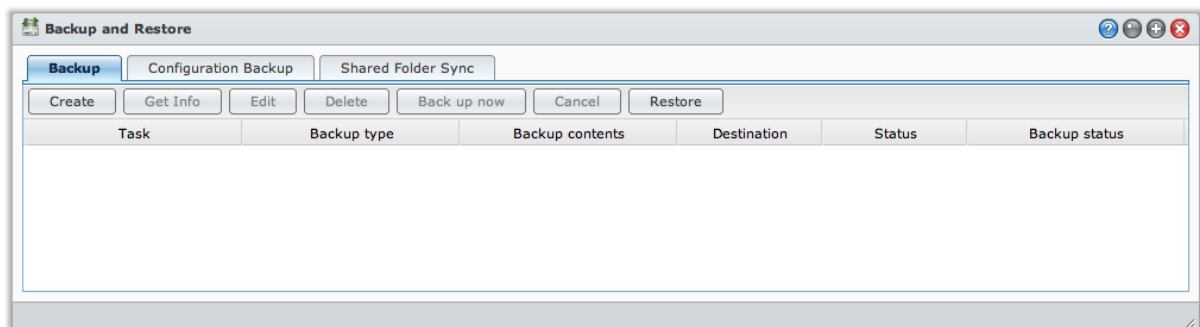 Backup and Restore
Backup Configuration Backup Shared Folder Sync
Create Get Info Edit Delete Back up now Cancel Restore
Task Backup type Backup contents Destination Status Backup status